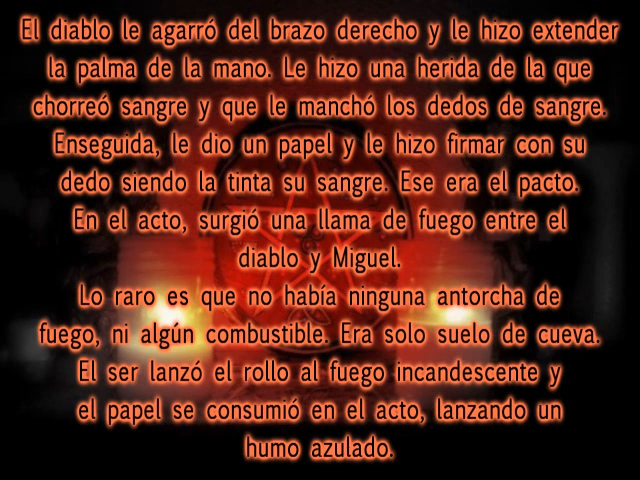 El diablo le agarró del brazo derecho y le hizo extender
la palma de la mano. Le hizo una herida de la que
chorreó sangre y que le manchó los dedos de sangre.
Enseguida, le dio un papel y le hizo firmar con su
dedo siendo la tinta su sangre. Ese era el pacto.
En el acto, surgió una llama de fuego entre el
diablo y Miguel.
Lo raro es que no había ninguna antorcha de
fuego, ni algún combustible. Era solo suelo de cueva.
El ser lanzó el rollo al fuego incandescente y
el papel se consumió en el acto, lanzando un
humo azulado.